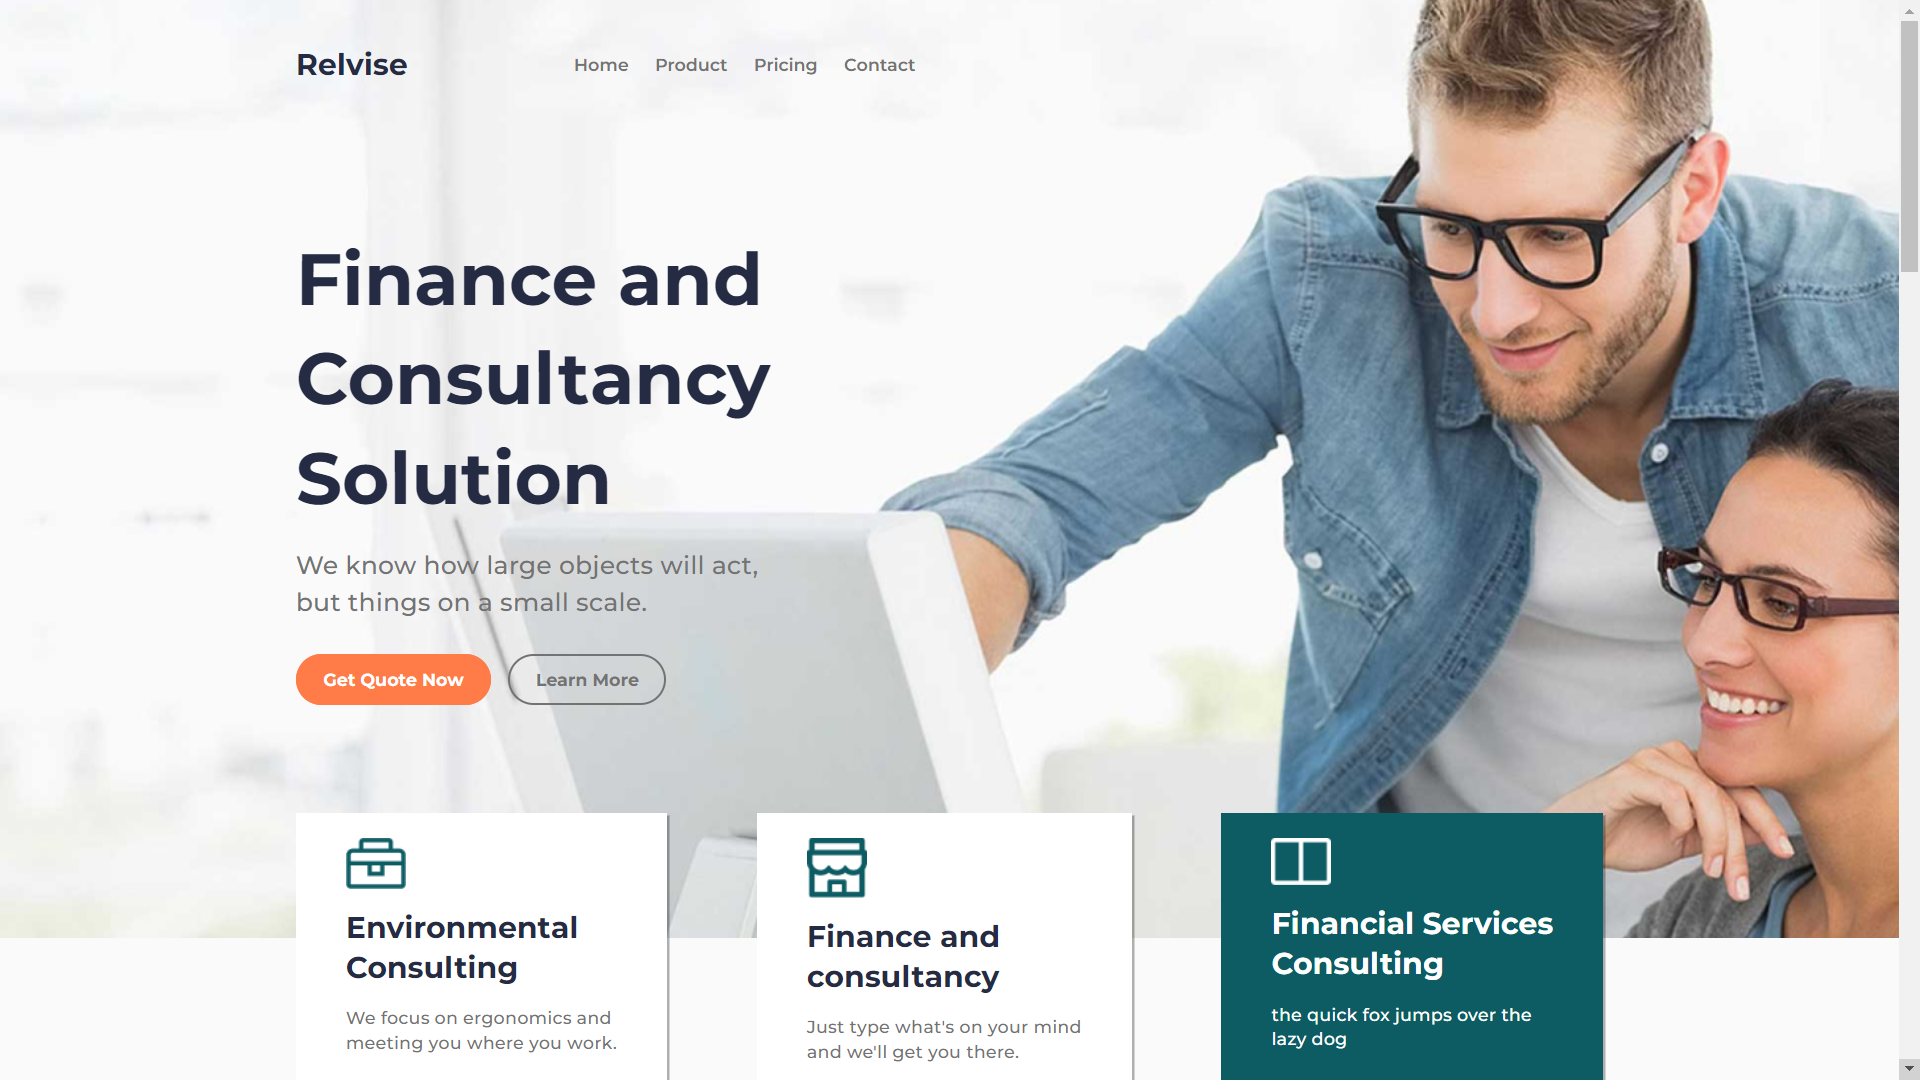 Relvise
Home Product Pricing Contact
Finance and
Consultancy
Solution
We know how large objects will act,
but things on a small scale.
Get Quote Now Learn More
Environmental
Consulting
We focus on ergonomics and
meeting you where you work.
Finance and
consultancy
Just type what's on your mind
and we'll get you there.
Financial Services
Consulting
the quick fox jumps over the
lazy dog